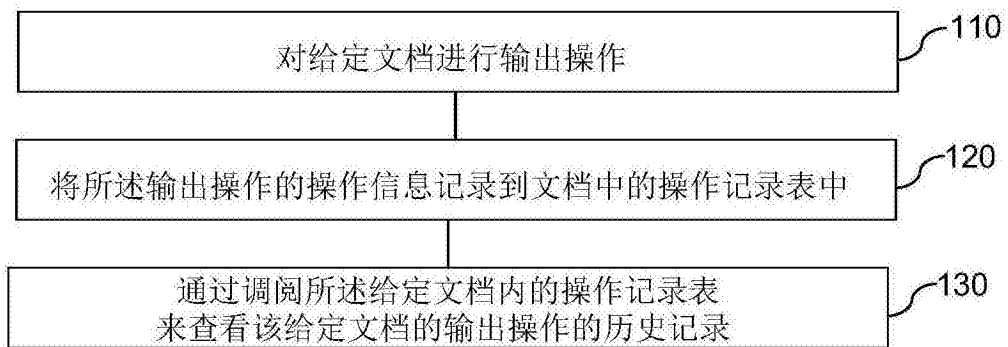 对给定文档进行输出操作
110
将所述输出操作的操作信息记录到文档中的操作记录表中
120
通过调阅所述给定文档内的操作记录表
来查看该给定文档的输出操作的历史记录
130